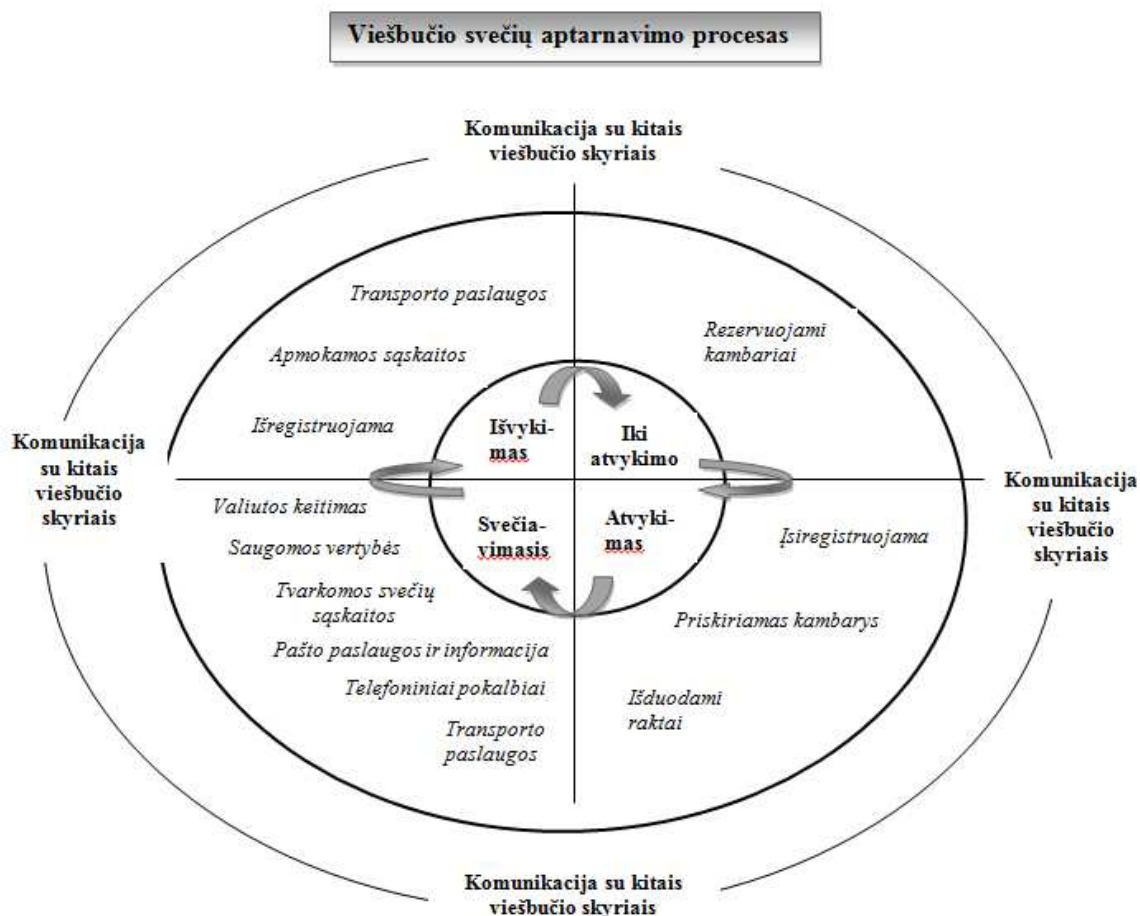 Viešbučio svečių aptarnavimo procesas
Komunikacija su kitais
viešbučio skyriais
Transporto paslaugos
Apmokamos sąskaitos
Išregistruojama
Rezervuojami
kambariai
Išvyki-
mas
Iki
atvykimo
Komunikacija
su kitais
viešbučio
skyriais
Komunikacija
su kitais
viešbučio
skyriais
Svečia-
vimasis
Atvyki-
mas
Valiutos keitimas
Saugomos vertybės
Tvarkomos svečių
sąskaitos
Pašto paslaugos ir informacija
Telefoniniai pokalbiai
Transporto
paslaugos
Įsiregistruojama
Priskiriamas kambarys
Išduodami
raktai
Komunikacija su kitais
viešbučio skyriais